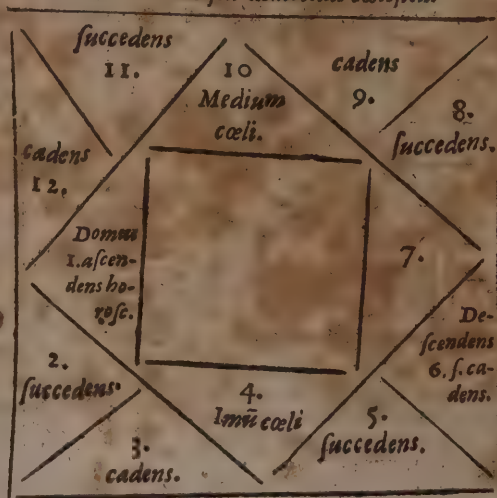 ſuccedens
11.
10
Medium
cœli.
cadens
9.
8.
ſuccedens.
cadens
12.
Domus
1. aſcen-
dens ho-
roſc.
7.
De-
ſcendens
6. ſ. ca-
dens.
2.
ſuccedens.
3.
cadens.
4.
Imũ cœli
5.
ſuccedens.